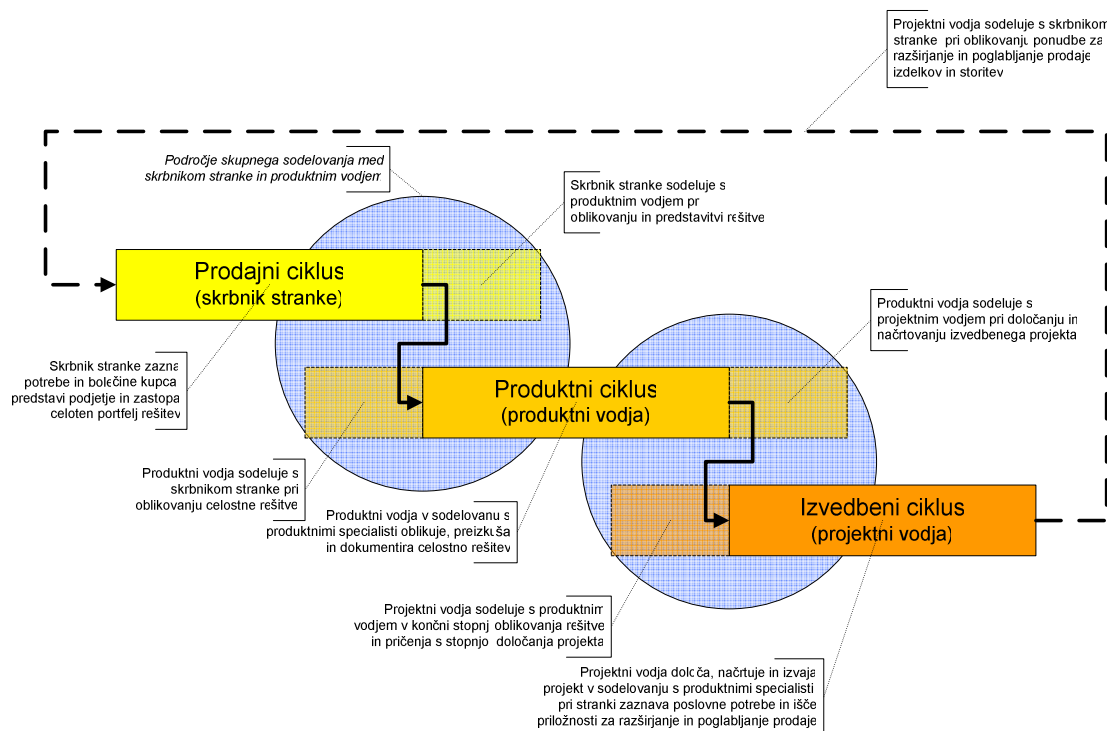 Projektni vodja sodeluje s skrbnikom
stranke pri oblikovanju ponudbe za
razširjanje in poglabljanje prodaje
izdelkov in storitev
Področje skupnega sodelovanja med
skrbnikom stranke in produktnim vodjem
Skrbnik stranke sodeluje s
produktnim vodjem pr
oblikovanju in predstavitvi rešitve
Prodajni ciklus
(skrbnik stranke)
Produktni vodja sodeluje s
projektnim vodjem pri določanju in
načrtovanju izvedbenega projekta
Skrbnik stranke zazna
potrebe in bolečine kupca
predstavi podjetje in zastopa
celoten portfelj rešitev
Produktni ciklus
(produktni vodja)
Produktni vodja sodeluje s
skrbnikom stranke pri
oblikovanju celostne rešitve
Produktni vodja v sodelovanu s
produktnimi specialisti oblikuje, preizkuša
in dokumentira celostno rešitev
Izvedbeni ciklus
(projektni vodja)
Projektni vodja sodeluje s produktnim
vodjem v končni stopnj oblikovanja rešitve
in pričenja s stopnjo določanja projekta
Projektni vodja določa, načrtuje in izvaja
projekt v sodelovanju s produktnimi specialisti
pri stranki zaznava poslovne potrebe in išče
priložnosti za razširjanje in poglabljanje prodaje